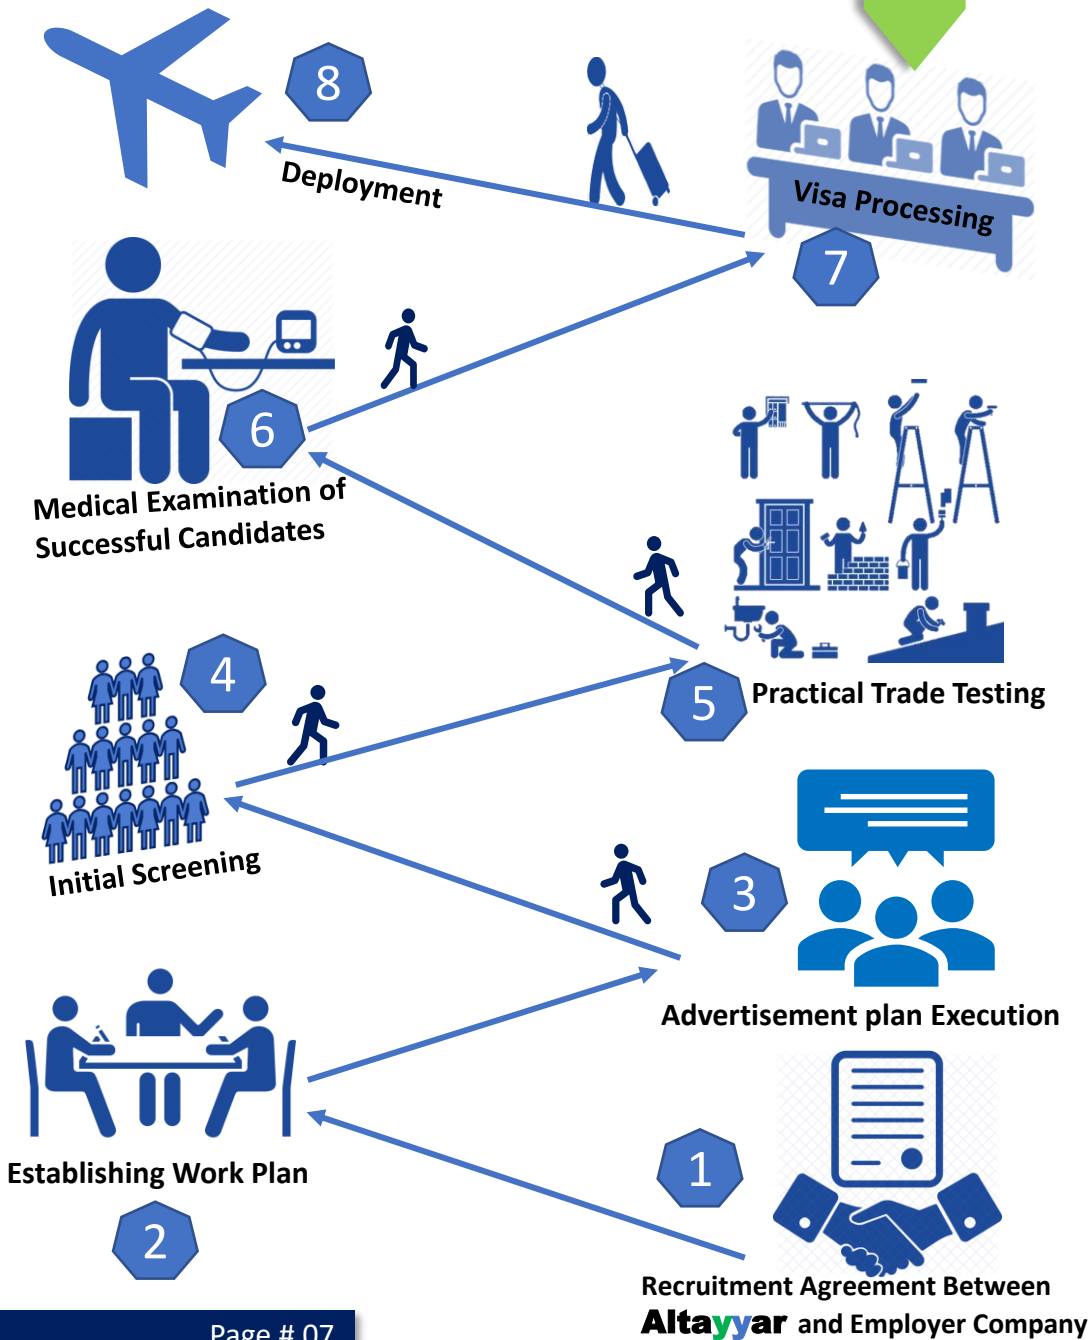 8
Deployment
Visa Processing
7
6
Medical Examination of
Successful Candidates
4
5
Practical Trade Testing
Initial Screening
3
Advertisement plan Execution
Establishing Work Plan
2
1
Recruitment Agreement Between
Altayyar and Employer Company
Page # 07